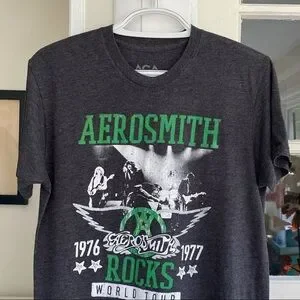 AEROSMITH
AEROSMITH
1976 1977
ROCKS
WORLD TOUR